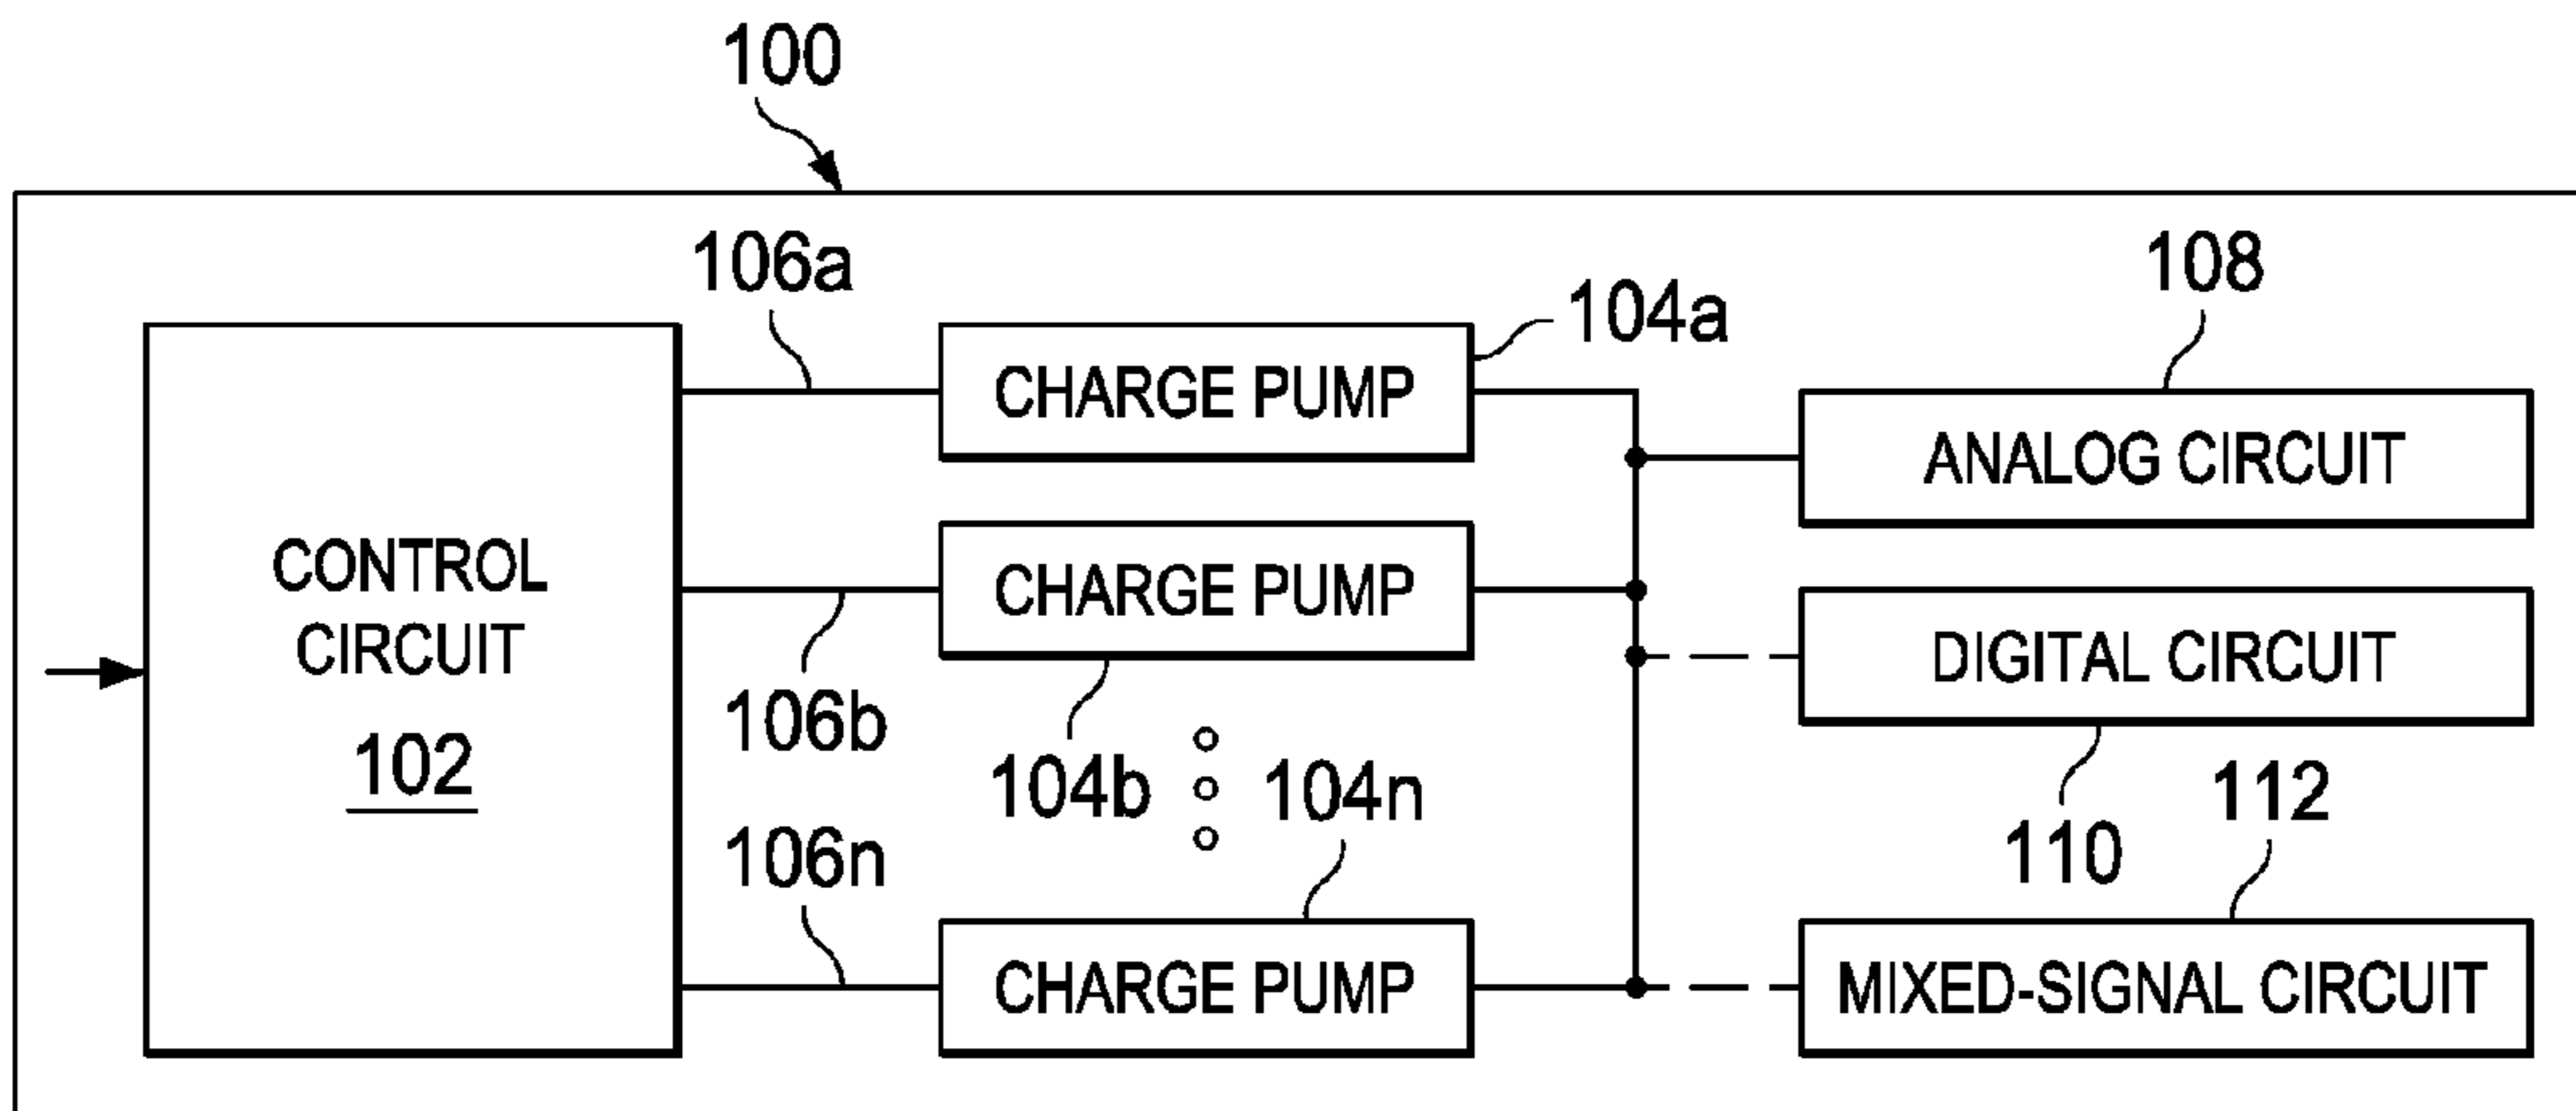 100
106a
108
104a
CHARGE PUMP
ANALOG CIRCUIT
CONTROL
CIRCUIT
102
CHARGE PUMP
DIGITAL CIRCUIT
106b
104b
104n
112
110
106n
CHARGE PUMP
MIXED-SIGNAL CIRCUIT